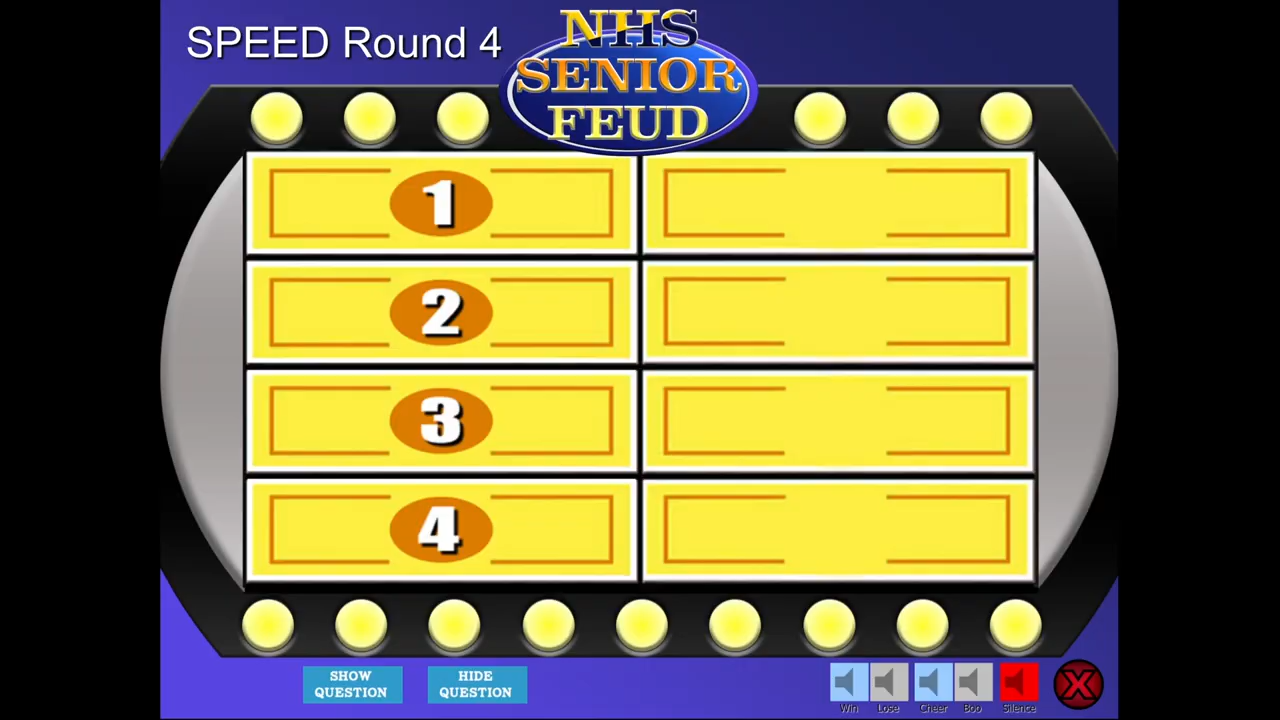 SPEED Round 4
NHS
SENIOR
FEUD
1
2
3
4
SHOW
QUESTION
HIDE
QUESTION
Win
Lose
Cheer
Boo
Silence
X